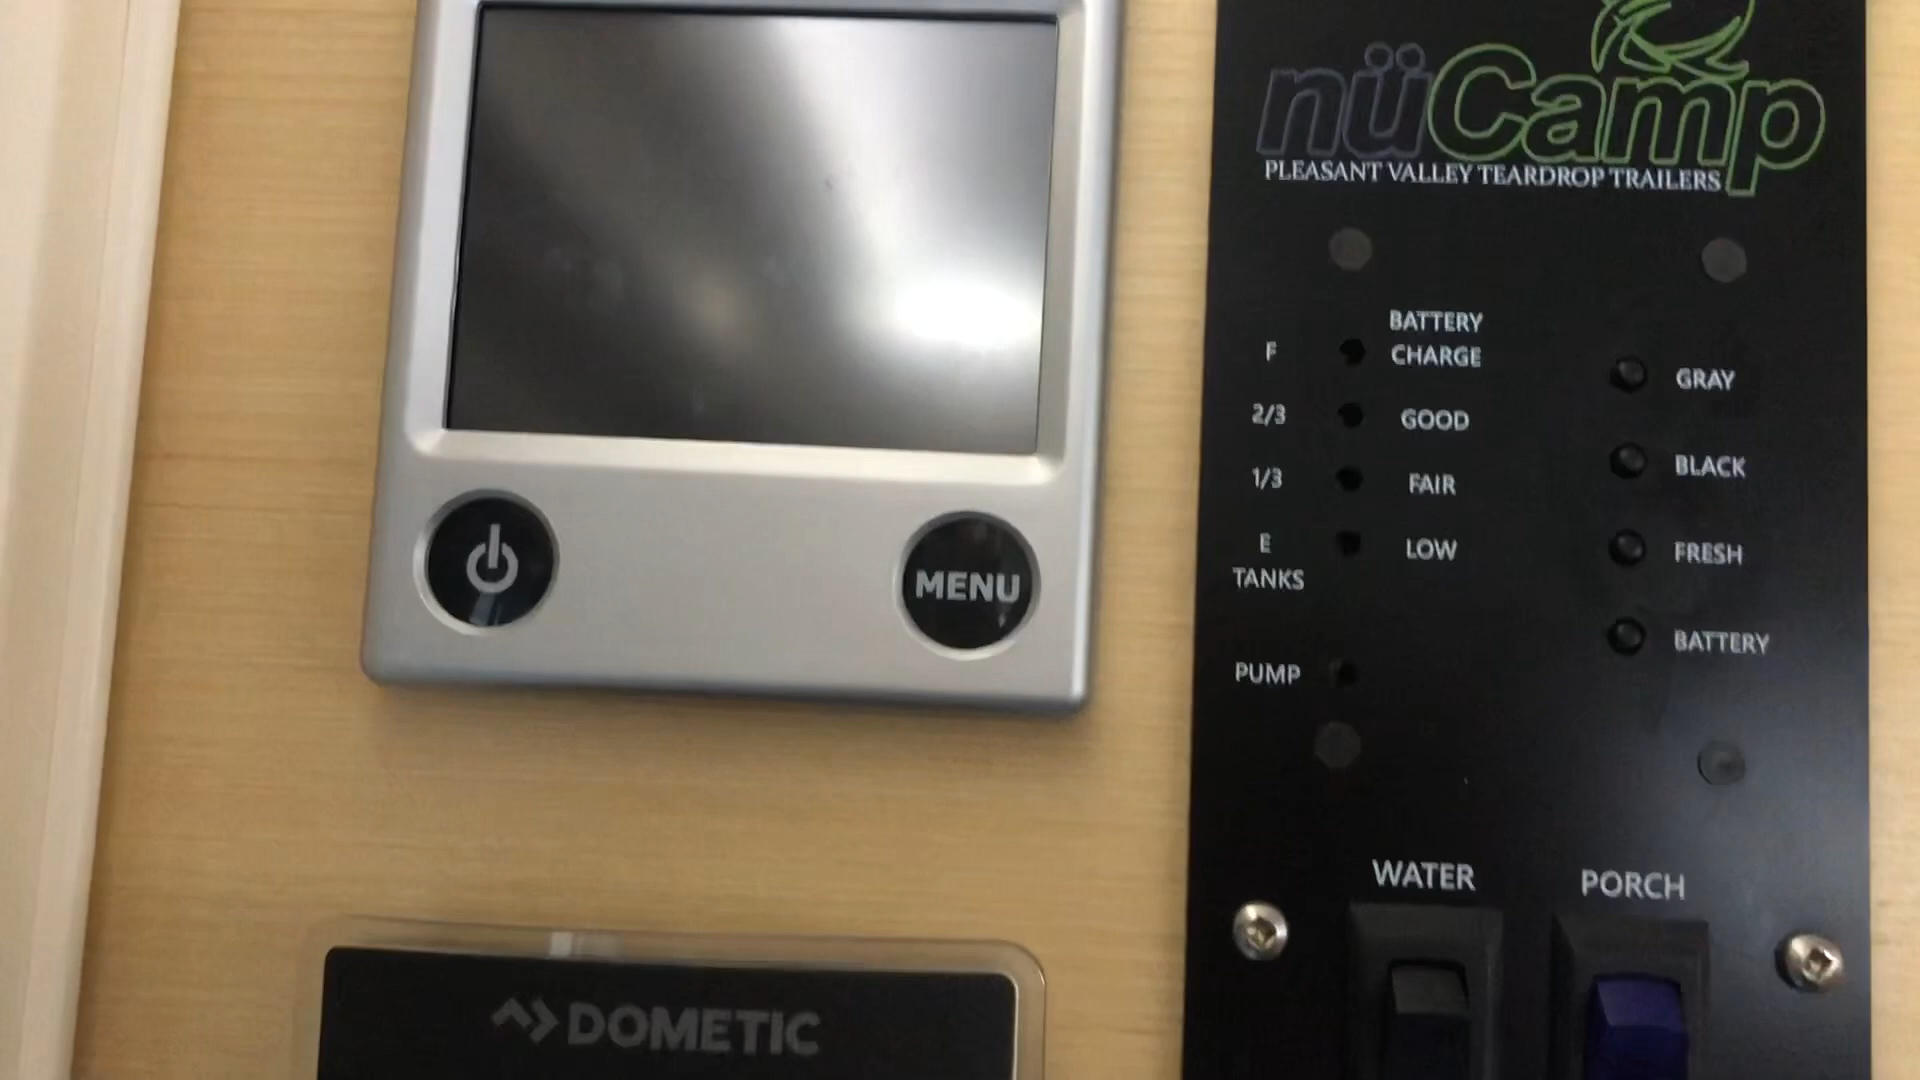 MENU
DOMETIC
nüCamp
PLEASANT VALLEY TEARDROP TRAILERS
BATTERY
F CHARGE
2/3 GOOD
1/3 FAIR
E LOW
TANKS
PUMP
GRAY
BLACK
FRESH
BATTERY
WATER PORCH